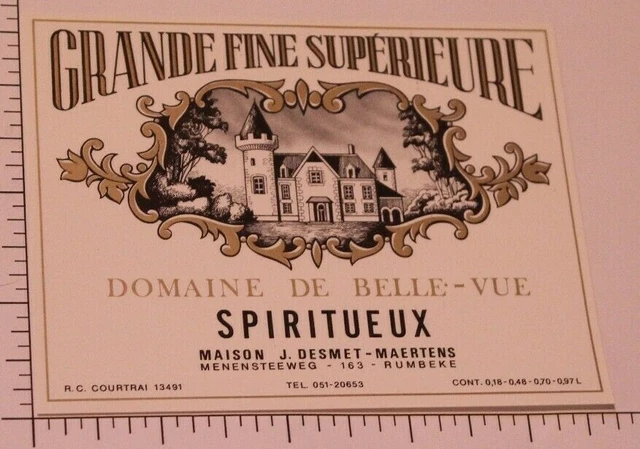 GRANDE FINE SUPÉRIEURE
DOMAINE DE BELLE-VUE
SPIRITUEUX
MAISON J. DESMET-MAERTENS
MENENSTEEWEG - 163 - RUMBEKE
R.C. COURTRAI 13491 TEL. 051-20653 CONT. 0,18-0,48-0,70-0,97 L